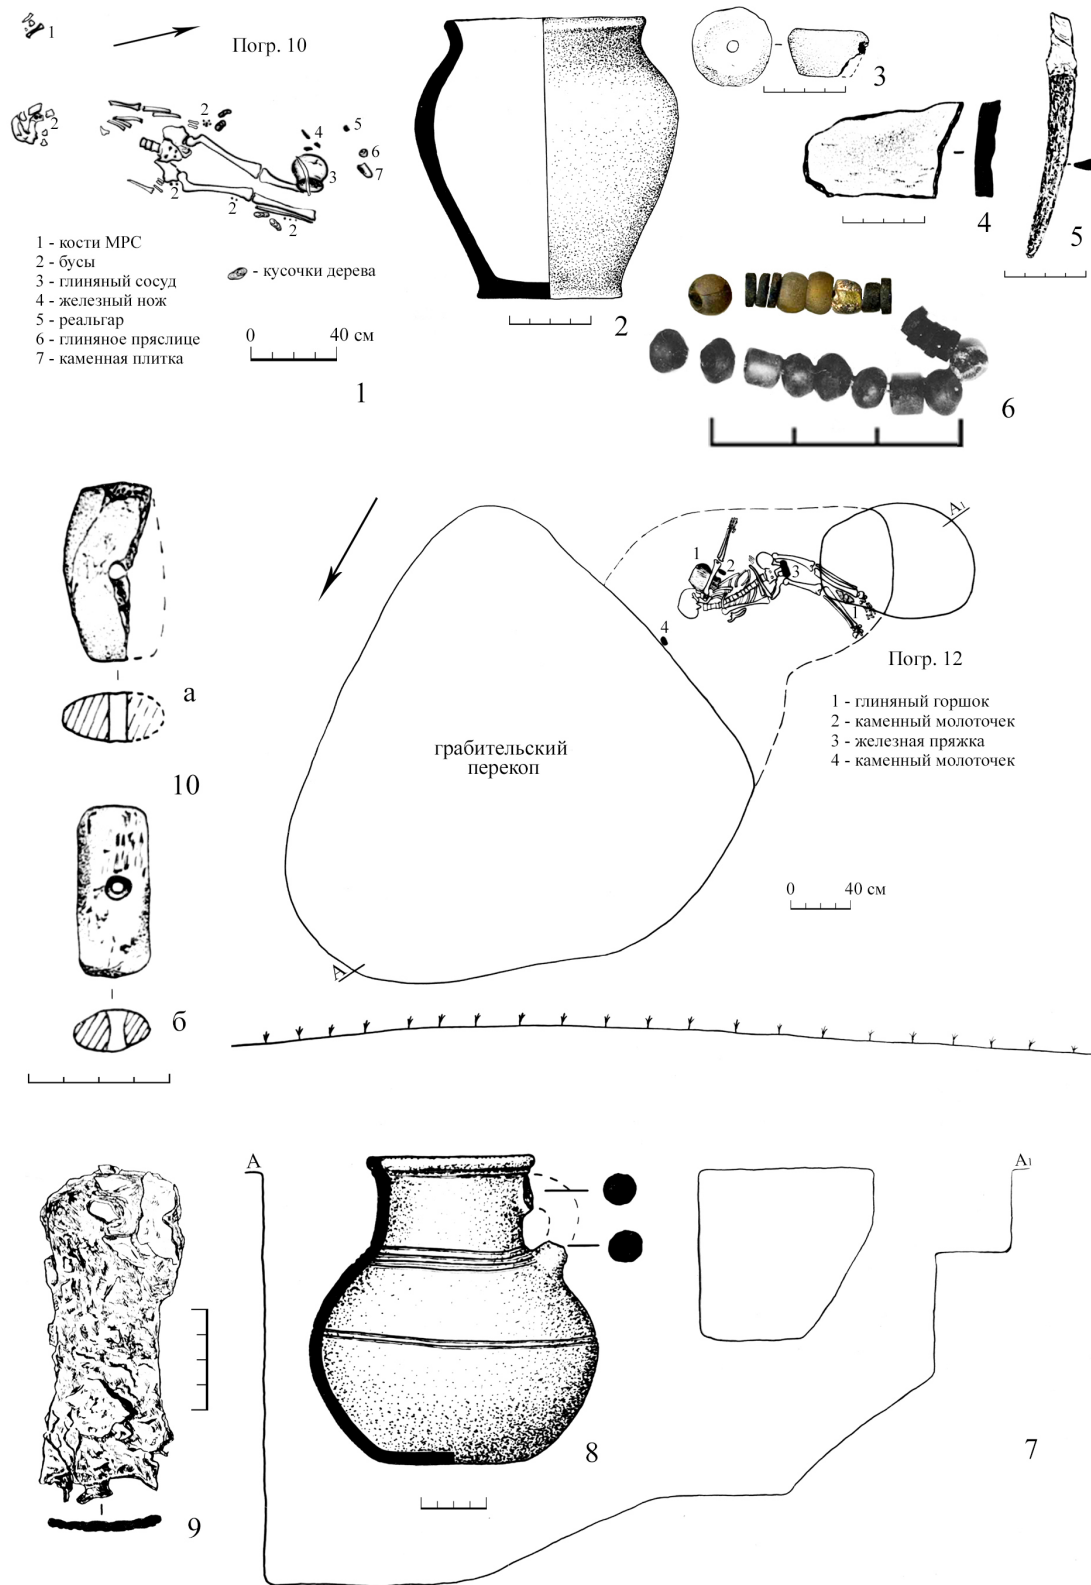 1
Погр. 10
2
2
4
5
6
3
7
2
2
2
1 - кости МРС
2 - бусы
3 - глиняный сосуд
4 - железный нож
5 - реальгар
6 - глиняное пряслице
7 - каменная плитка
- кусочки дерева
0 40 см
1
2
3
4
5
6
а
10
б
A1
1
2
3
1
4
Погр. 12
1 - глиняный горшок
2 - каменный молоточек
3 - железная пряжка
4 - каменный молоточек
грабительский
перекоп
0 40 см
А
А
А1
7
8
9